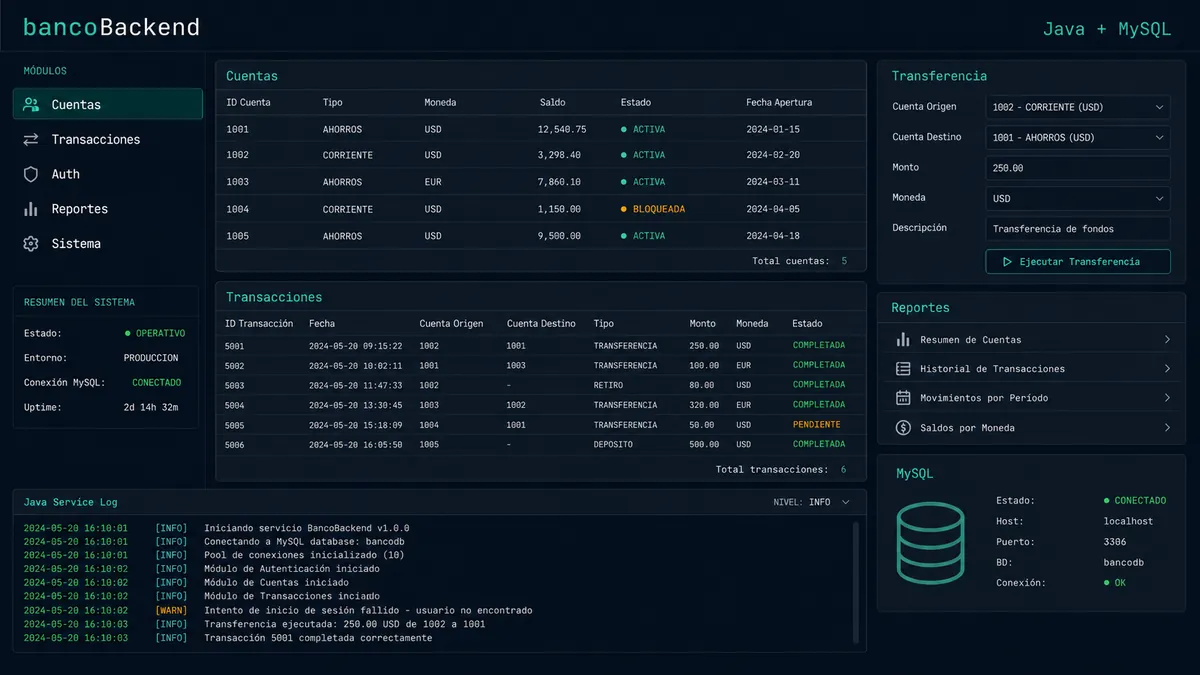 bancoBackend
Java + MySQL
MÓDULOS
Cuentas
Transacciones
Auth
Reportes
Sistema
RESUMEN DEL SISTEMA
Estado: OPERATIVO
Entorno: PRODUCCION
Conexión MySQL: CONECTADO
Uptime: 2d 14h 32m
Cuentas
ID Cuenta Tipo Moneda Saldo Estado Fecha Apertura
1001 AHORROS USD 12,540.75 ACTIVA 2024-01-15
1002 CORRIENTE USD 3,298.40 ACTIVA 2024-02-20
1003 AHORROS EUR 7,860.10 ACTIVA 2024-03-11
1004 CORRIENTE USD 1,150.00 BLOQUEADA 2024-04-05
1005 AHORROS USD 9,500.00 ACTIVA 2024-04-18
Total cuentas: 5
Transacciones
ID Transacción Fecha Cuenta Origen Cuenta Destino Tipo Monto Moneda Estado
5001 2024-05-20 09:15:22 1002 1001 TRANSFERENCIA 250.00 USD COMPLETADA
5002 2024-05-20 10:02:11 1001 1003 TRANSFERENCIA 100.00 EUR COMPLETADA
5003 2024-05-20 11:47:33 1002 - RETIRO 80.00 USD COMPLETADA
5004 2024-05-20 13:30:45 1003 1002 TRANSFERENCIA 320.00 EUR COMPLETADA
5005 2024-05-20 15:18:09 1004 1001 TRANSFERENCIA 50.00 USD PENDIENTE
5006 2024-05-20 16:05:50 1005 - DEPOSITO 500.00 USD COMPLETADA
Total transacciones: 6
Transferencia
Cuenta Origen 1002 - CORRIENTE (USD)
Cuenta Destino 1001 - AHORROS (USD)
Monto 250.00
Moneda USD
Descripción Transferencia de fondos
Ejecutar Transferencia
Reportes
Resumen de Cuentas
Historial de Transacciones
Movimientos por Período
Saldos por Moneda
MySQL
Estado: CONECTADO
Host: localhost
Puerto: 3306
BD: bancodb
Conexión: OK
Java Service Log
NIVEL: INFO
2024-05-20 16:10:01 [INFO] Iniciando servicio BancoBackend v1.0.0
2024-05-20 16:10:01 [INFO] Conectando a MySQL database: bancodb
2024-05-20 16:10:01 [INFO] Pool de conexiones inicializado (10)
2024-05-20 16:10:02 [INFO] Módulo de Autenticación iniciado
2024-05-20 16:10:02 [INFO] Módulo de Cuentas iniciado
2024-05-20 16:10:02 [INFO] Módulo de Transacciones
2024-05-20 16:10:02 [WARN] Intento de inicio de sesión fallido - usuario no encontrado
2024-05-20 16:10:03 [INFO] Transferencia ejecutada: 250.00 USD de 1002 a 1001
2024-05-20 16:10:03 [INFO] Transacción 5001 completada correctamente